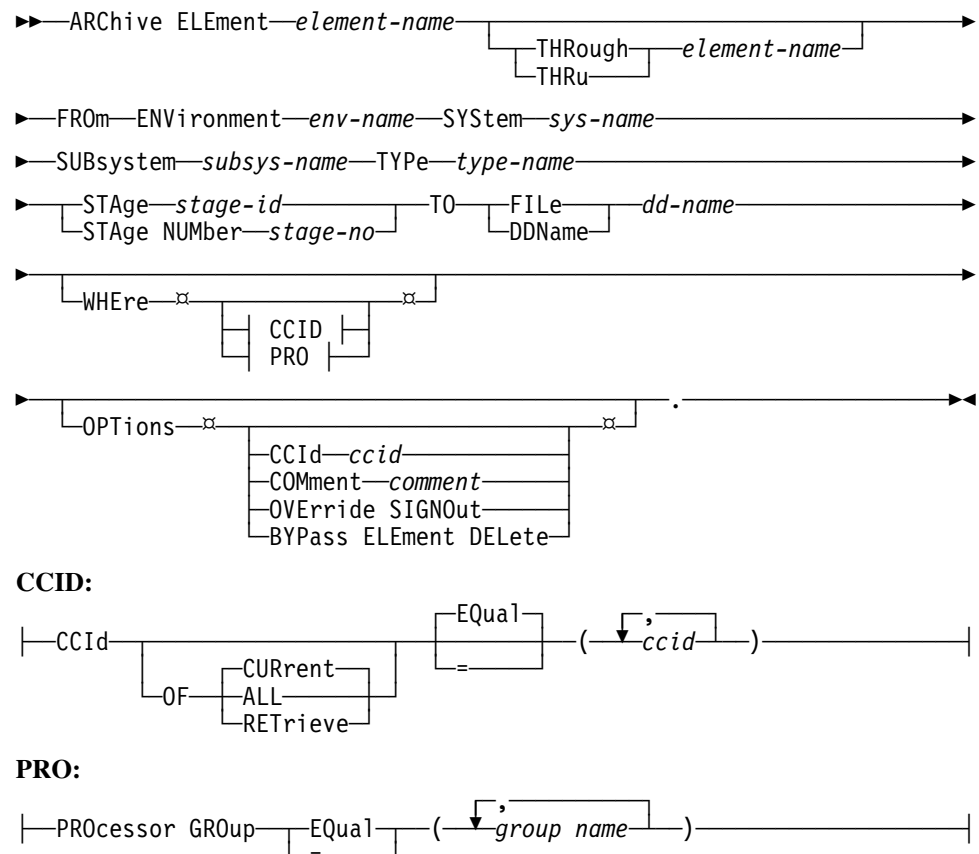 ARChive ELEment element-name
THRough element-name
THRu
FROm ENVironment env-name SYStem sys-name
SUBsystem subsys-name TYPe type-name
STAge stage-id TO FILe dd-name
STAge NUMber stage-no DDName
WHEre ¤ ¤
CCID
PRO
.
OPTions ¤ ¤
CCId ccid
COMment comment
OVErride SIGNOut
BYPass ELEment DELete
CCID:
EQual ,
CCId ( ccid )
=
CURrent
OF ALL
RETrieve
PRO:
,
PROcessor GROup EQual ( group name )